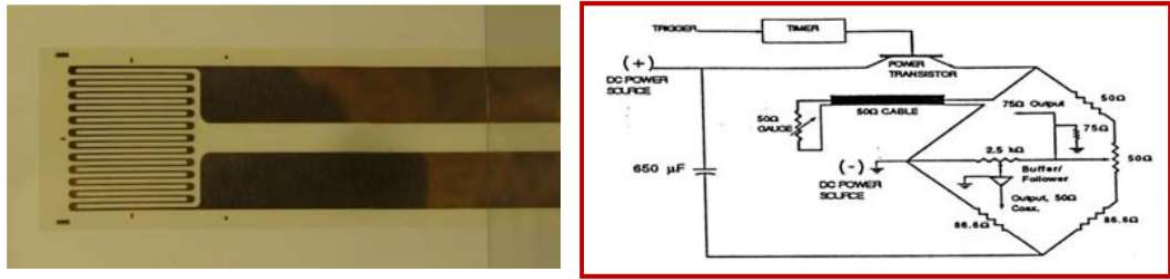 TRIGGER
TIMER
(+)
DC POWER
SOURCE
POWER
TRANSISTOR
50Ω
GAUGE
50Ω CABLE
75Ω Output
50Ω
75Ω
50Ω
650 µF
(-)
DC POWER
SOURCE
2.5 kΩ
Buffer/
Follower
Output, 50Ω
Coax.
86.6Ω
86.6Ω